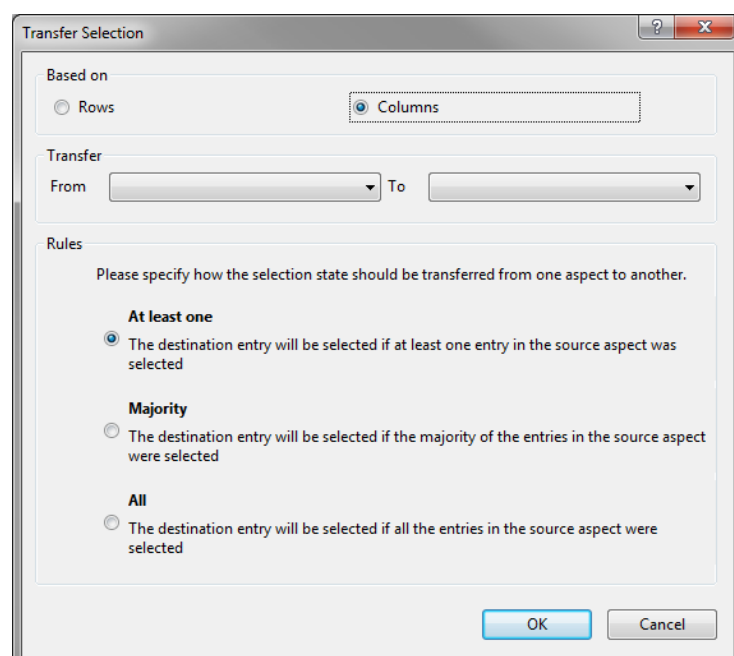 Transfer Selection
?
X
Based on
Rows
Columns
Transfer
From
To
Rules
Please specify how the selection state should be transferred from one aspect to another.
At least one
The destination entry will be selected if at least one entry in the source aspect was
selected
Majority
The destination entry will be selected if the majority of the entries in the source aspect
were selected
All
The destination entry will be selected if all the entries in the source aspect were
selected
OK
Cancel